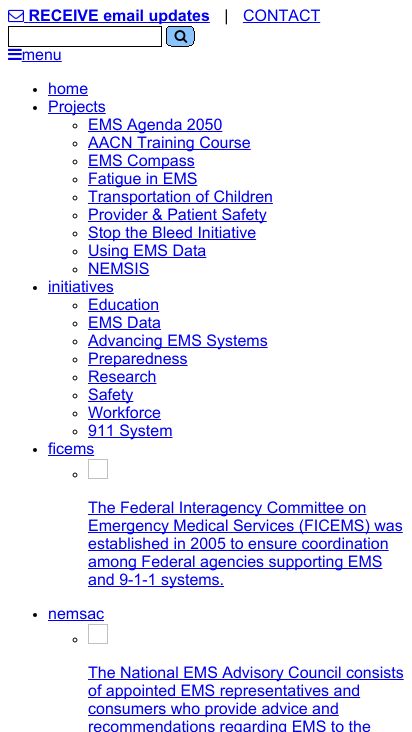 RECEIVE email updates | CONTACT
menu
home
Projects
EMS Agenda 2050
AACN Training Course
EMS Compass
Fatigue in EMS
Transportation of Children
Provider & Patient Safety
Stop the Bleed Initiative
Using EMS Data
NEMSIS
initiatives
Education
EMS Data
Advancing EMS Systems
Preparedness
Research
Safety
Workforce
911 System
ficems
The Federal Interagency Committee on
Emergency Medical Services (FICEMS) was
established in 2005 to ensure coordination
among Federal agencies supporting EMS
and 9-1-1 systems.
nemsac
The National EMS Advisory Council consists
of appointed EMS representatives and
consumers who provide advice and
recommendations regarding EMS to the